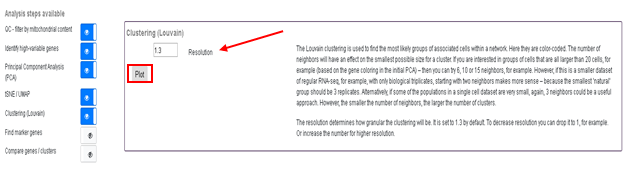 Analysis steps available
QC - filter by mitochondrial content
Identify high-variable genes
Principal Component Analysis
(PCA)
tSNE / UMAP
Clustering (Louvain)
Find marker genes
Compare genes / clusters
Clustering (Louvain)
1.3 Resolution
Plot
The Louvain clustering is used to find the most likely groups of associated cells within a network. Here they are color-coded. The number of
neighbors will have an effect on the smallest possible size for a cluster. If you are interested in groups of cells that are all larger than 20 cells, for
example (based on the gene coloring in the initial PCA) – then you can try 6, 10 or 15 neighbors, for example. However, if this is a smaller dataset
of regular RNA-seq, for example, with only biological triplicates, starting with two neighbors makes more sense – because the smallest 'natural'
group should be 3 replicates. Alternatively, if some of the populations in a single cell dataset are very small, again, 3 neighbors could be a useful
approach. However, the smaller the number of neighbors, the larger the number of clusters.
The resolution determines how granular the clustering will be. It is set to 1.3 by default. To decrease resolution you can drop it to 1, for example.
Or increase the number for higher resolution.